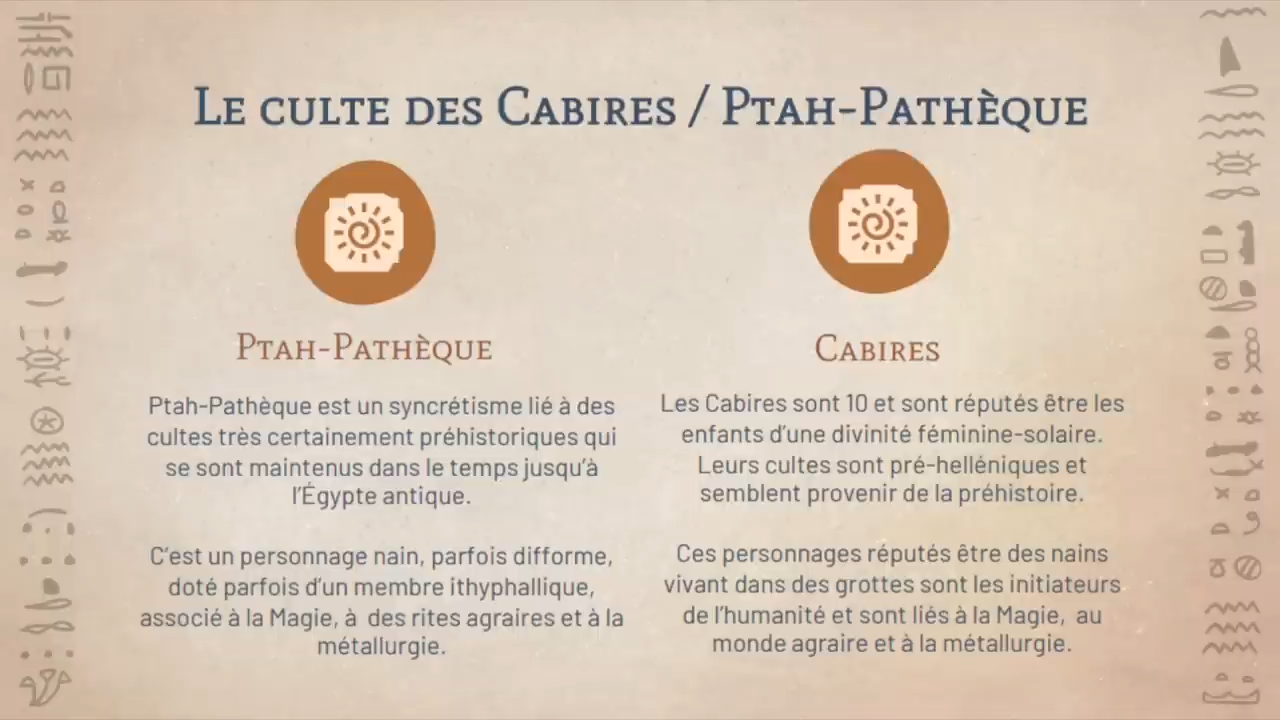 Le culte des Cabires / Ptah-Pathèque
Ptah-Pathèque
Ptah-Pathèque est un syncrétisme lié à des
cultes très certainement préhistoriques qui
se sont maintenus dans le temps jusqu'à
l'Égypte antique.
C'est un personnage nain, parfois difforme,
doté parfois d'un membre ithyphallique,
associé à la Magie, à des rites agraires et à la
métallurgie.
Cabires
Les Cabires sont 10 et sont réputés être les
enfants d'une divinité féminine-solaire.
Leurs cultes sont pré-helléniques et
semblent provenir de la préhistoire.
Ces personnages réputés être des nains
vivant dans des grottes sont les initiateurs
de l'humanité et sont liés à la Magie, au
monde agraire et à la métallurgie.